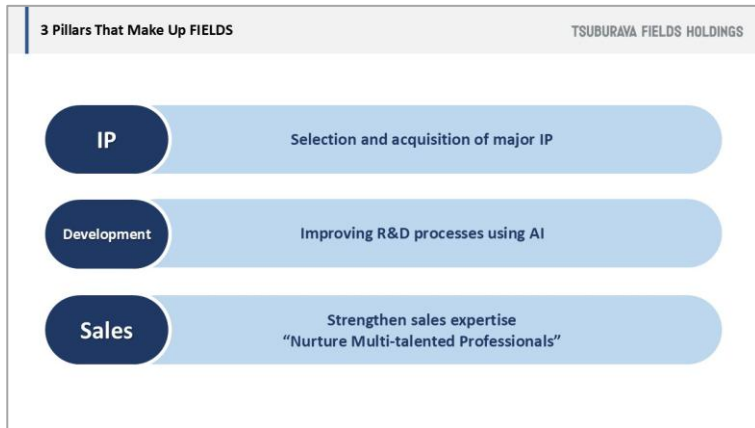 3 Pillars That Make Up FIELDS
TSUBURAYA FIELDS HOLDINGS
IP
Selection and acquisition of major IP
Development
Improving R&D processes using AI
Sales
Strengthen sales expertise
“Nurture Multi-talented Professionals”